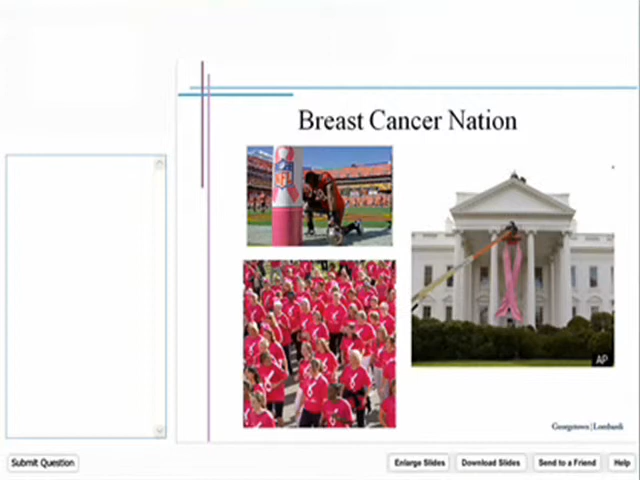 Breast Cancer Nation
NFL
AP
Georgetown | Lombardi
Submit Question
Enlarge Slides
Download Slides
Send to a Friend
Help